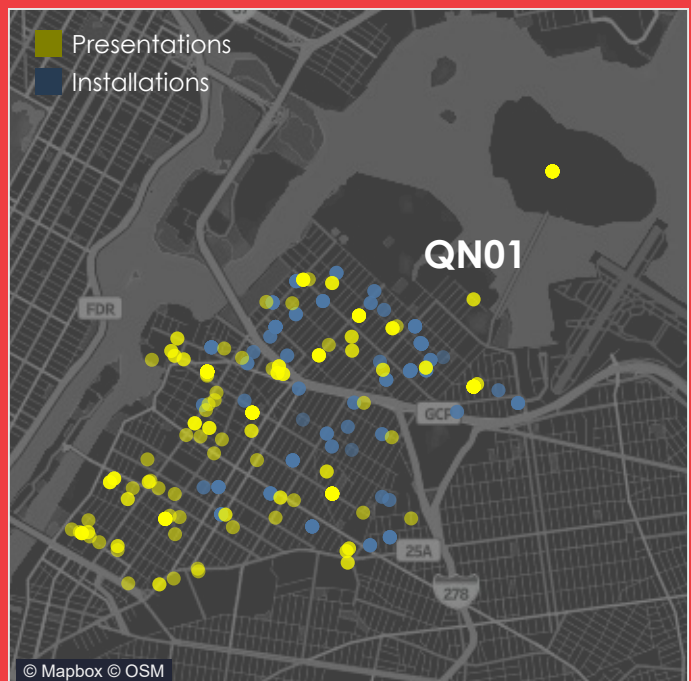 Presentations
Installations
QN01
FDR
GCP
25A
278
© Mapbox © OSM